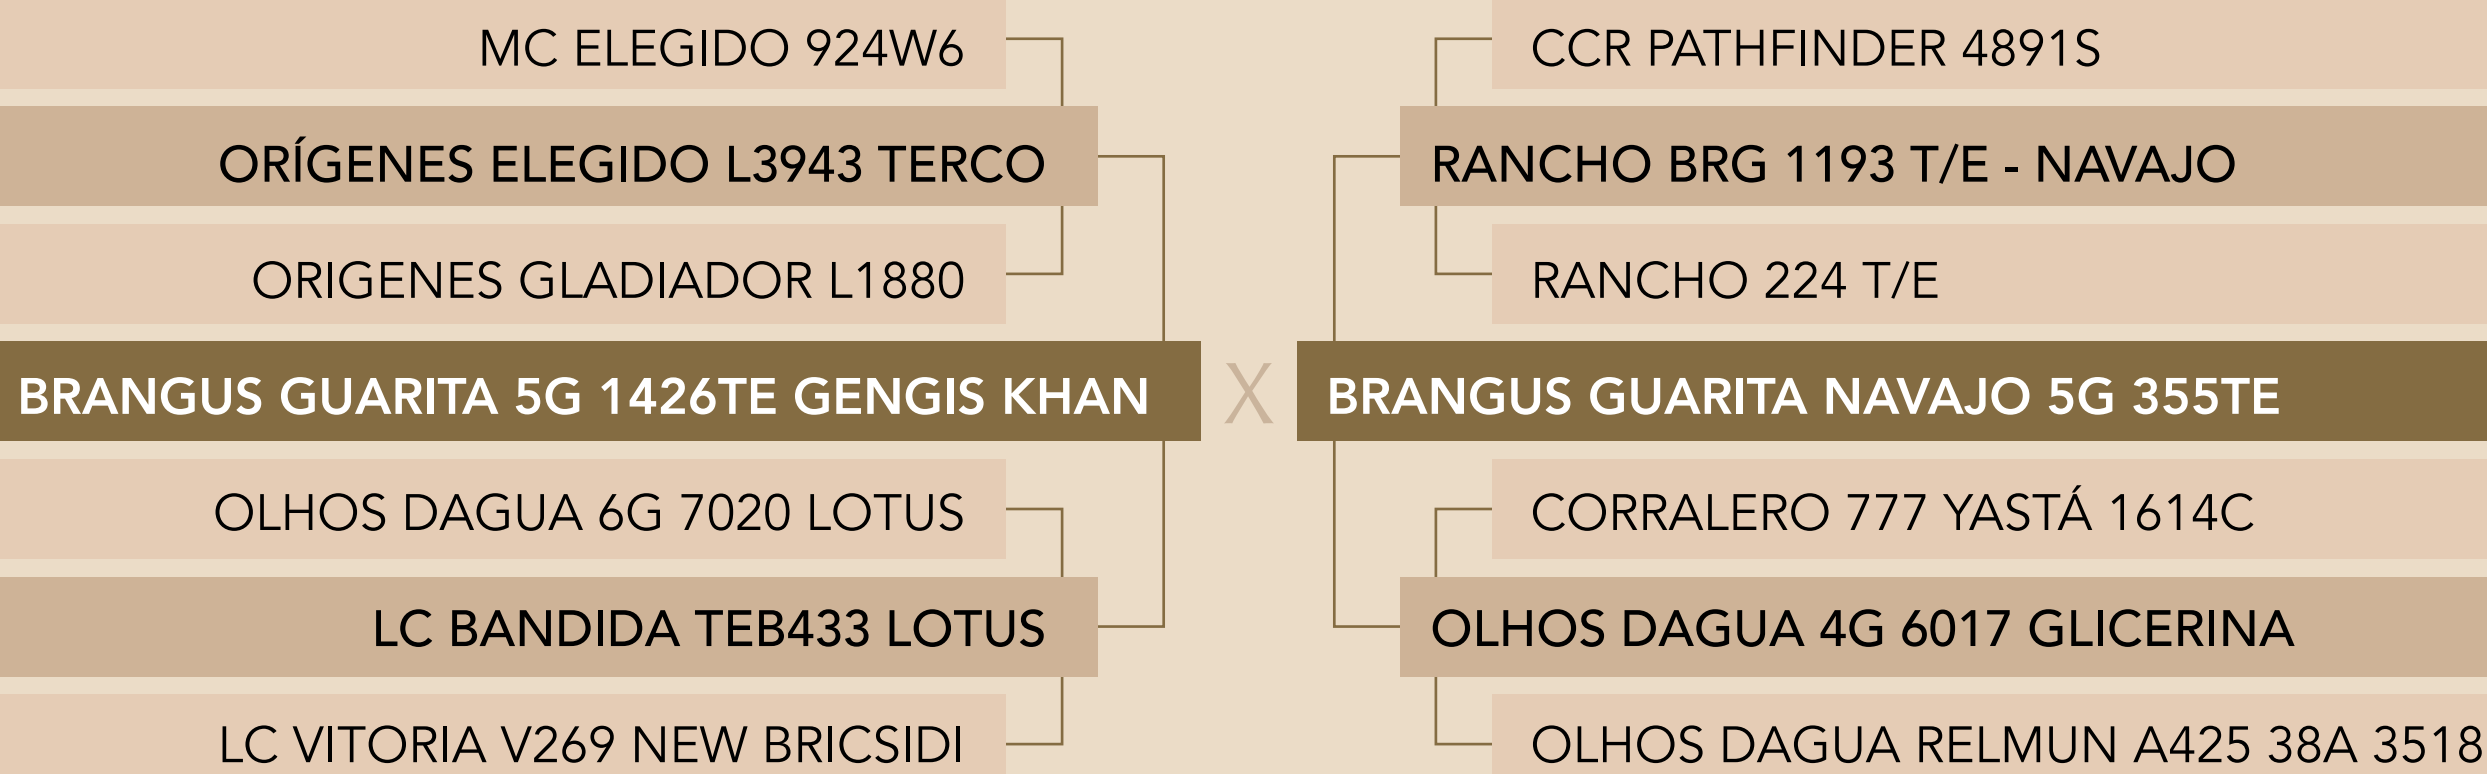 MC ELEGIDO 924W6
ORÍGENES ELEGIDO L3943 TERCO
ORIGENES GLADIADOR L1880
BRANGUS GUARITA 5G 1426TE GENGIS KHAN
OLHOS DAGUA 6G 7020 LOTUS
LC BANDIDA TEB433 LOTUS
LC VITORIA V269 NEW BRICSIDI
X
CCR PATHFINDER 4891S
RANCHO BRG 1193 T/E - NAVAJO
RANCHO 224 T/E
BRANGUS GUARITA NAVAJO 5G 355TE
CORRALERO 777 YASTÁ 1614C
OLHOS DAGUA 4G 6017 GLICERINA
OLHOS DAGUA RELMUN A425 38A 3518